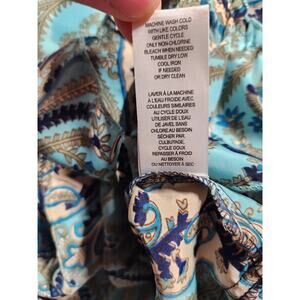 MACHINE WASH COLD
WITH LIKE COLORS
GENTLE CYCLE
ONLY NON-CHLORINE
BLEACH WHEN NEEDED
TUMBLE DRY LOW
COOL IRON
IF NEEDED
OR DRY CLEAN
LAVER À LA MACHINE
A L'EAU FROIDE AVEC
COULEURS SIMILAIRES
AU CYCLE DOUX
UTILISER DE L'EAU
DE JAVEL SANS
CHLORE AU BESOIN
SÉCHER PAR
CULBUTAGE,
CYCLE DOUX
REPASSER À FROID
AU BESOIN
OU NETTOYER À SEC